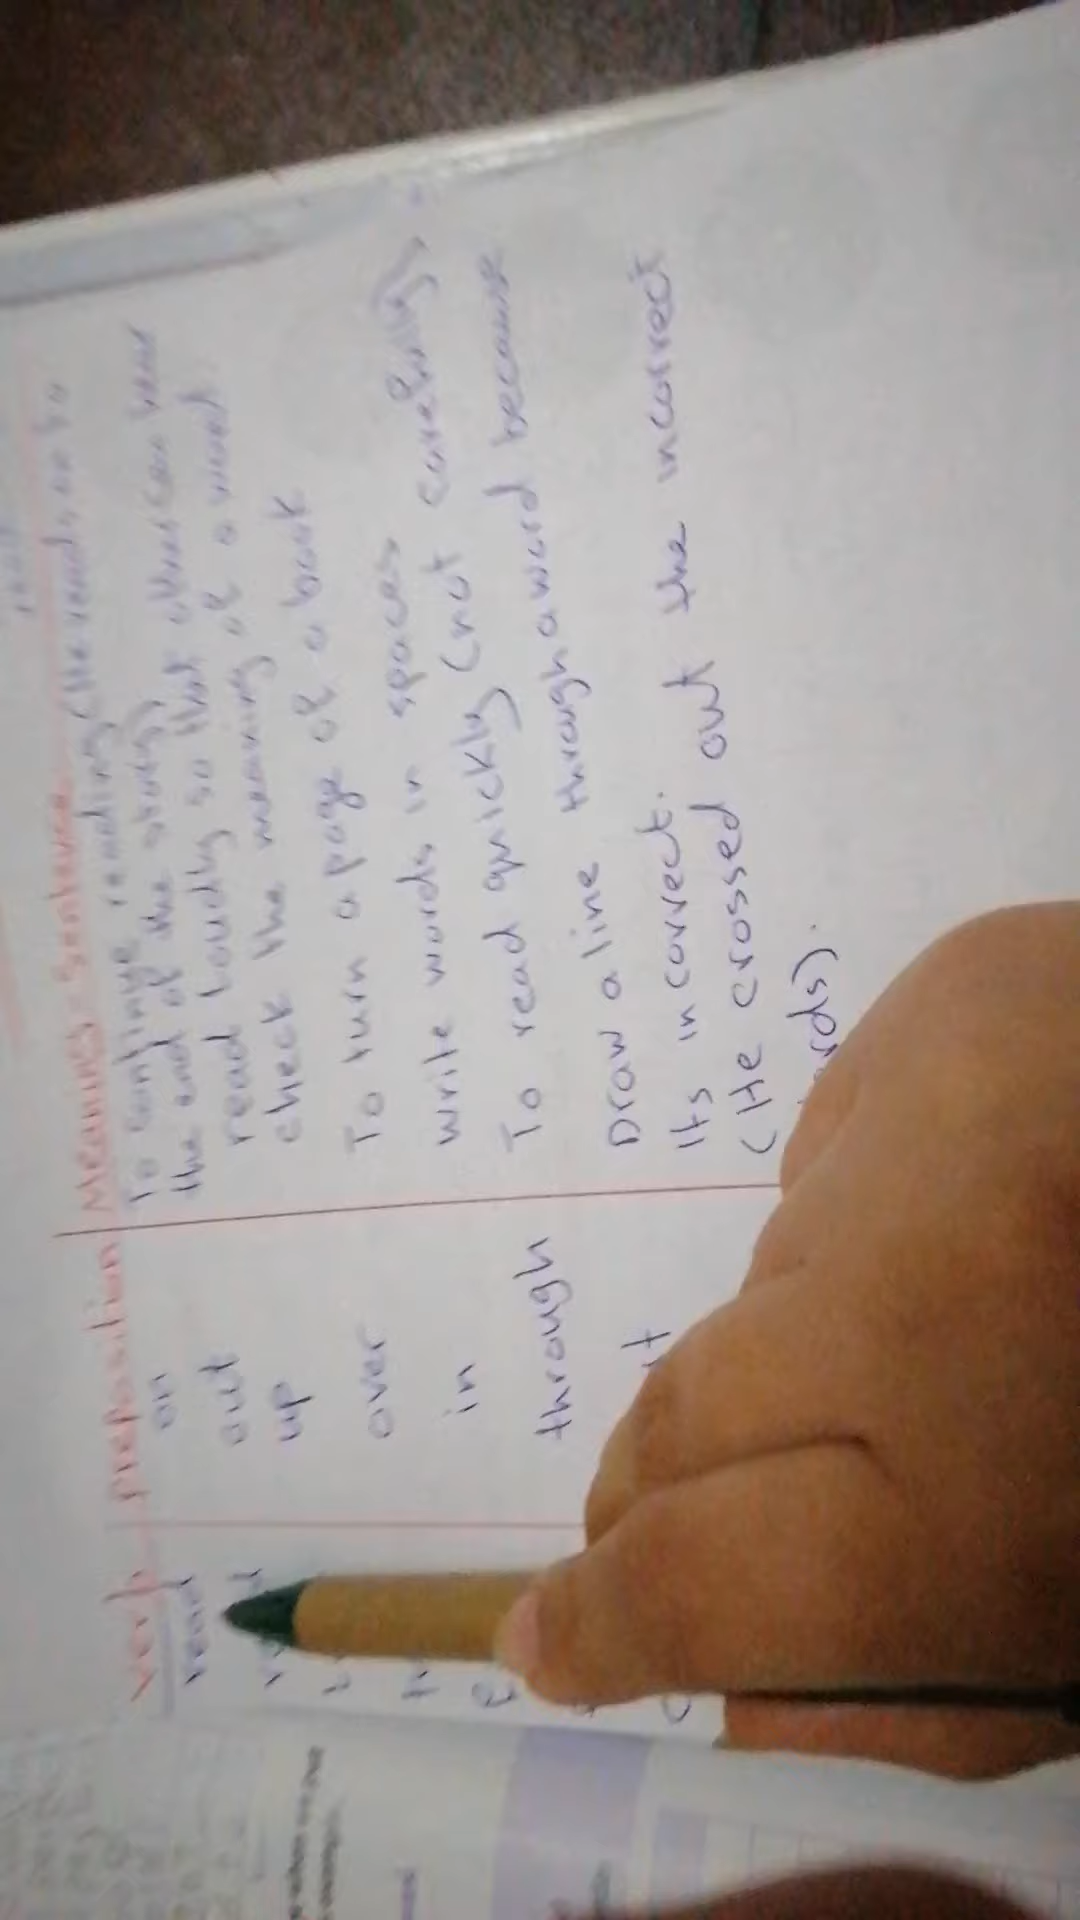 verb preposition Meaning - Sentence
read on To continue reading (He reads on to
the end of the story)
out read loudly so that others can hear
up check the meaning of a word.
over To turn a page of a book
in write words in spaces
through To read quickly (not carefully)
Draw a line through a word because
Its incorrect.
(He crossed out the incorrect